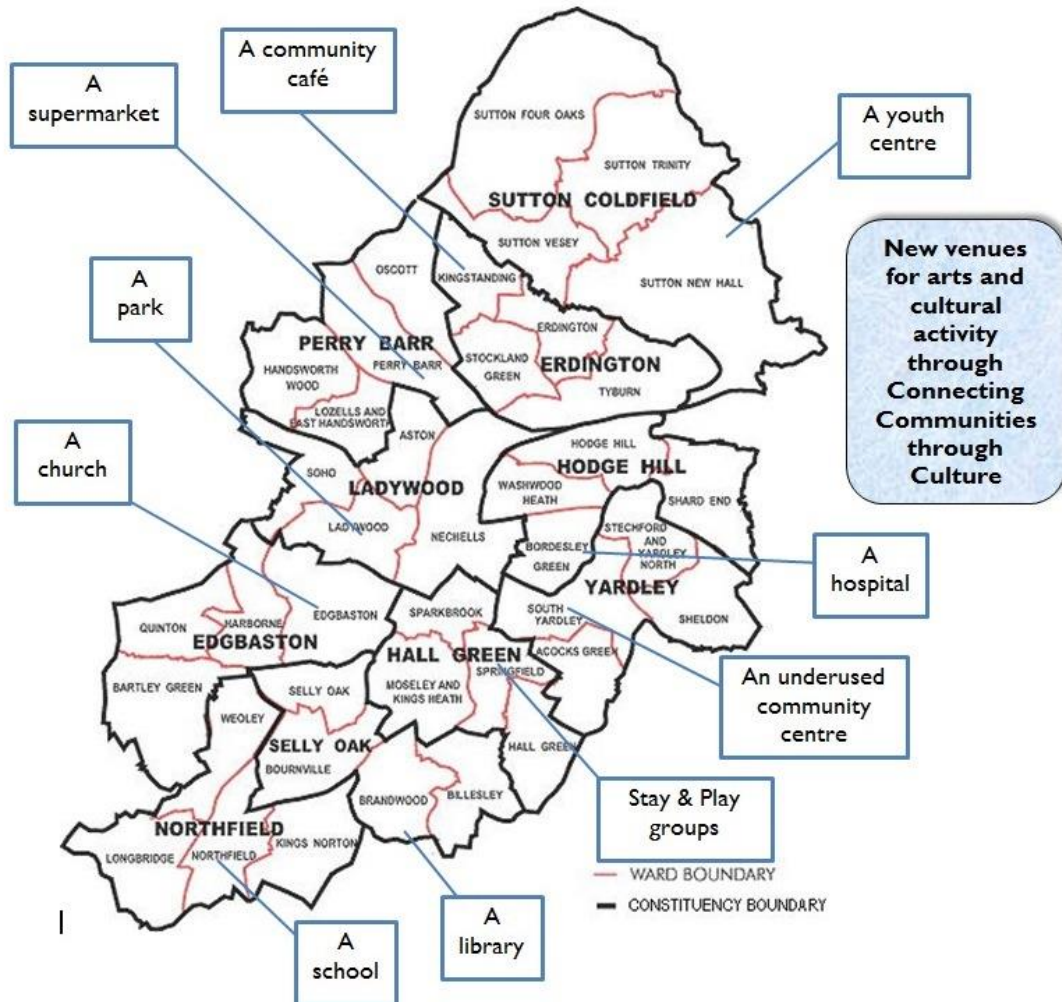 A
supermarket
A community
café
A youth
centre
A
park
A
church
New venues
for arts and
cultural
activity
through
Connecting
Communities
through
Culture
A
hospital
An underused
community
centre
Stay & Play
groups
A
library
A
school
SUTTON FOUR OAKS
SUTTON TRINITY
SUTTON COLDFIELD
SUTTON VESEY
SUTTON NEW HALL
OSCOTT
KINGSTANDING
PERRY BARR
PERRY BARR
HANDSWORTH
WOOD
LOZELLS AND
EAST HANDSWORTH
ERDINGTON
STOCKLAND
GREEN
ERDINGTON
TYBURN
ASTON
SOHO
LADYWOOD
LADYWOOD
NECHELLS
HODGE HILL
HODGE HILL
WASHWOOD
HEATH
SHARD END
BORDESLEY
GREEN
STECHFORD
AND
YARDLEY
NORTH
YARDLEY
SOUTH
YARDLEY
SHELDON
ACOCKS GREEN
QUINTON
HARBORNE
EDGBASTON
EDGBASTON
BARTLEY GREEN
SPARKBROOK
HALL GREEN
SPRINGFIELD
MOSELEY AND
KINGS HEATH
HALL GREEN
SELLY OAK
WEOLEY
SELLY OAK
BOURNVILLE
BRANDWOOD
BILLESLEY
NORTHFIELD
LONGBRIDGE
NORTHFIELD
KINGS NORTON
WARD BOUNDARY
CONSTITUENCY BOUNDARY